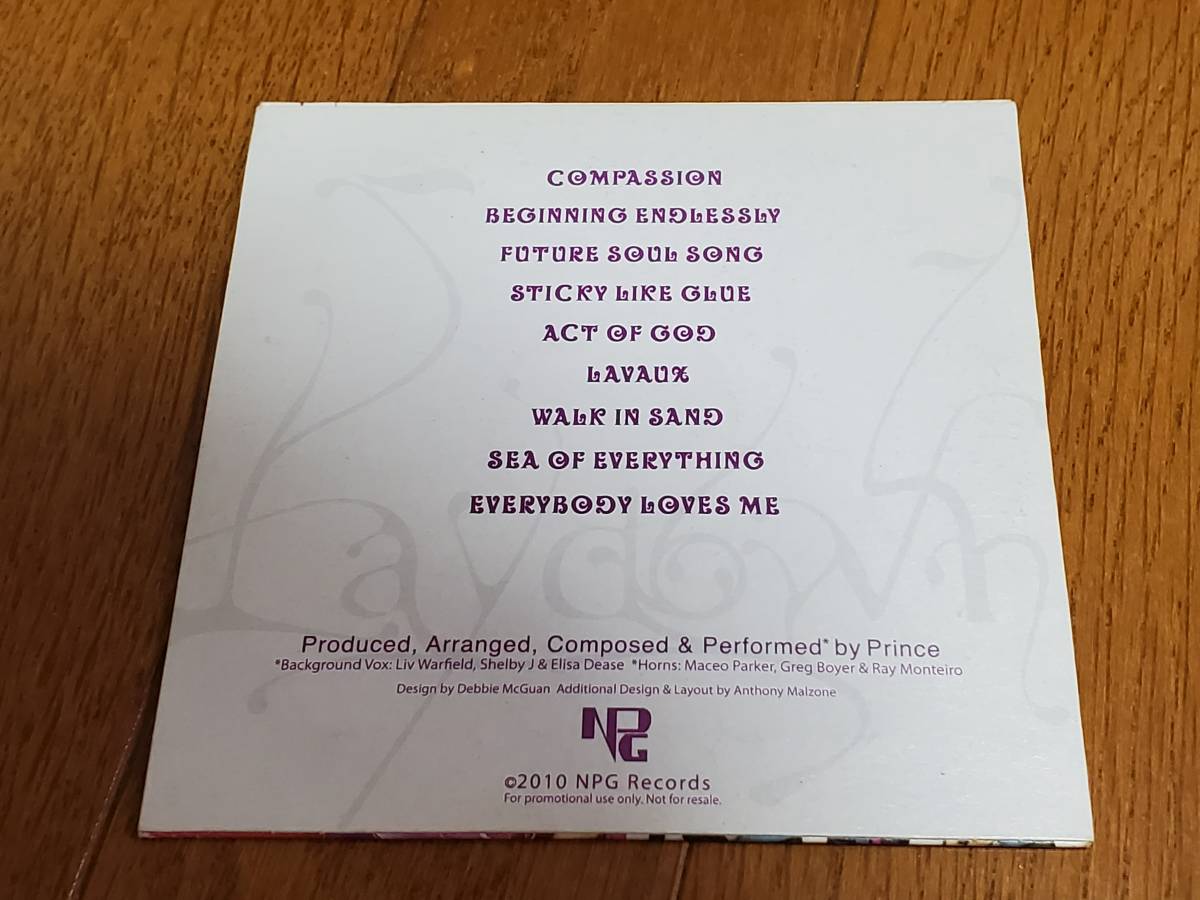 COMPASSION
BEGINNING ENDLESSLY
FUTURE SOUL SONG
STICKY LIKE GLUE
ACT OF GOD
LAVAUX
WALK IN SAND
SEA OF EVERYTHING
EVERYBODY LOVES ME
Laydown
Produced, Arranged, Composed & Performed* by Prince
*Background Vox: Liv Warfield, Shelby J & Elisa Dease *Horns: Maceo Parker, Greg Boyer & Ray Monteiro
Design by Debbie McGuan Additional Design & Layout by Anthony Malzone
NPG
©2010 NPG Records
For promotional use only. Not for resale.